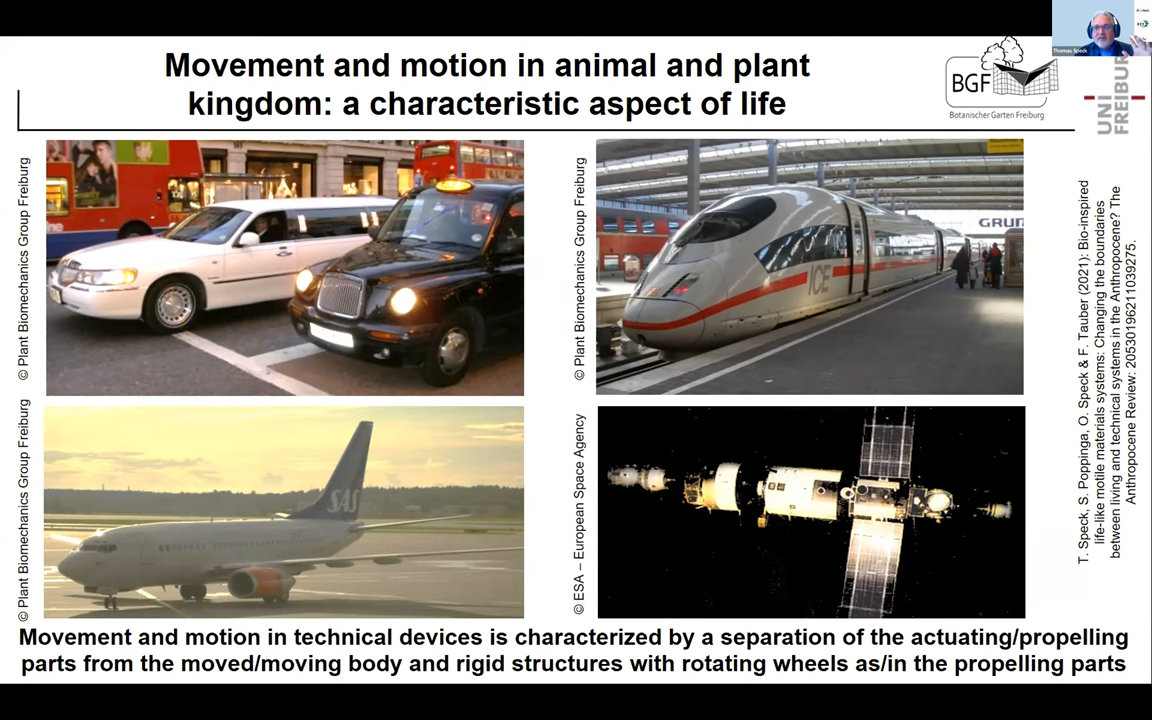 Movement and motion in animal and plant
kingdom: a characteristic aspect of life
BGF
Botanischer Garten Freiburg
UNI
FREIBUR
Thomas Speck
© Plant Biomechanics Group Freiburg
© Plant Biomechanics Group Freiburg
ICE
GRUN
© Plant Biomechanics Group Freiburg
SAS
© ESA – European Space Agency
T. Speck, S. Poppinga, O. Speck & F. Tauber (2021): Bio-inspired
life-like motile materials systems: Changing the boundaries
between living and technical systems in the Anthropocene? The
Anthropocene Review: 20530196211039275.
Movement and motion in technical devices is characterized by a separation of the actuating/propelling
parts from the moved/moving body and rigid structures with rotating wheels as/in the propelling parts